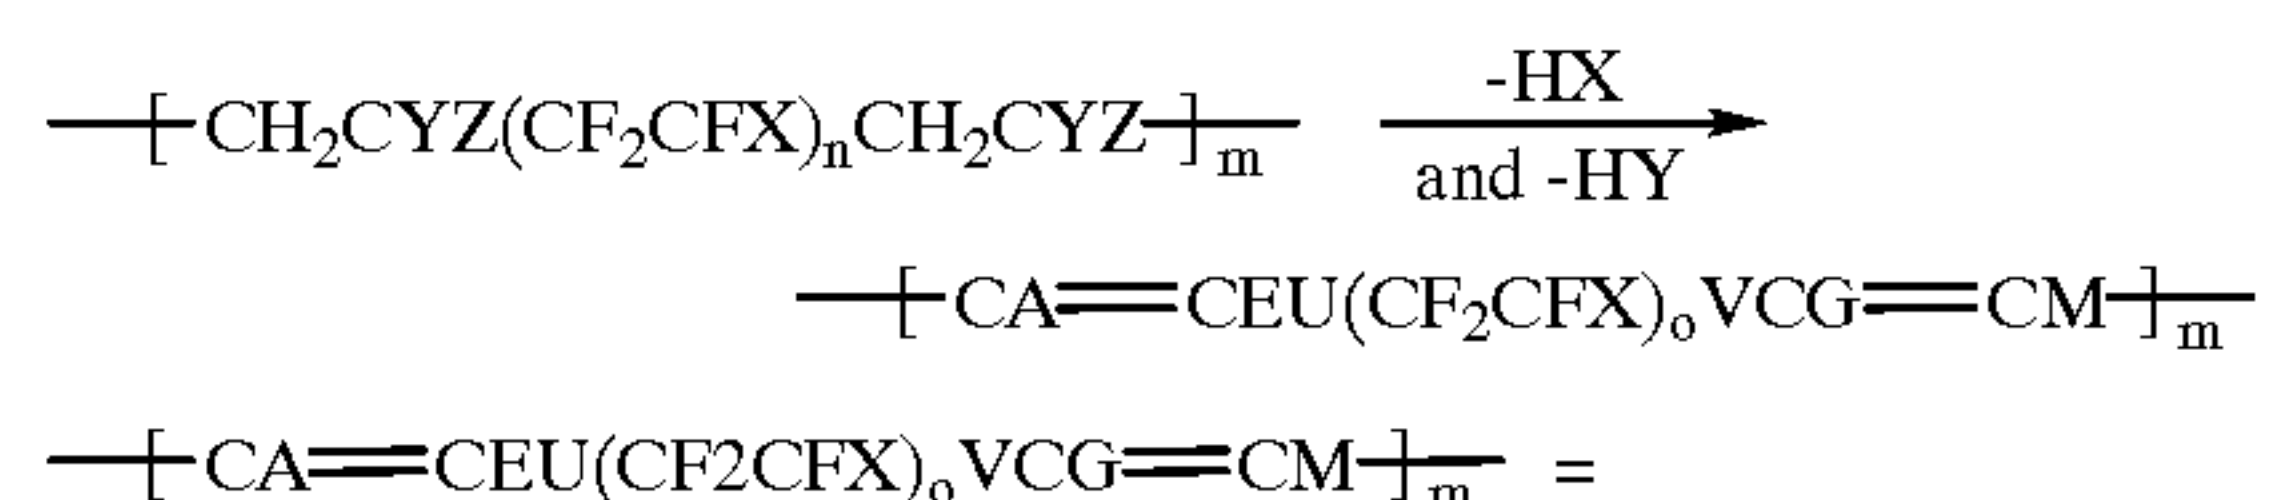 -[CH₂CYZ(CF₂CFX)ₙCH₂CYZ]-ₘ -HX
and -HY
-[CA=CEU(CF₂CFX)ₒVCG=CM]-ₘ
-[CA=CEU(CF2CFX)ₒVCG=CM]-ₘ =